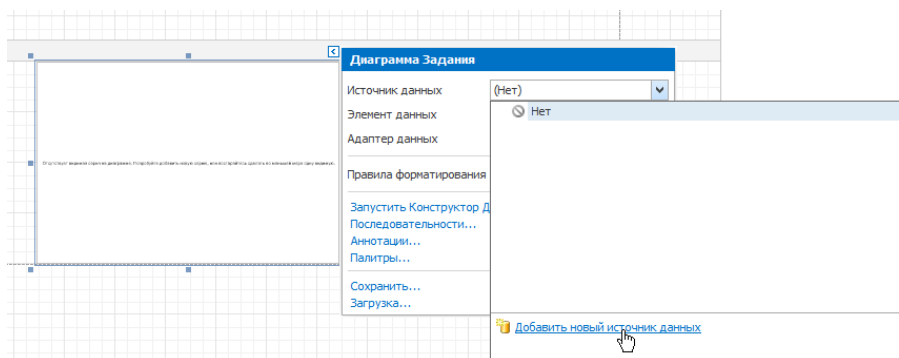 Диаграмма Задания
Источник данных (Нет)
Нет
Элемент данных
Адаптер данных
Правила форматирования
Запустить Конструктор Д
Последовательности...
Аннотации...
Палитры...
Сохранить...
Загрузка...
Добавить новый источник данных